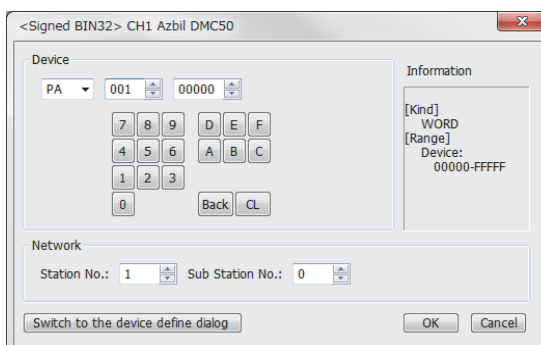 <Signed BIN32> CH1 Azbil DMC50
Device
PA 001 00000
7 8 9 D E F
4 5 6 A B C
1 2 3
0 Back CL
Information
[Kind]
WORD
[Range]
Device:
00000-FFFFF
Network
Station No.: 1 Sub Station No.: 0
Switch to the device define dialog OK Cancel